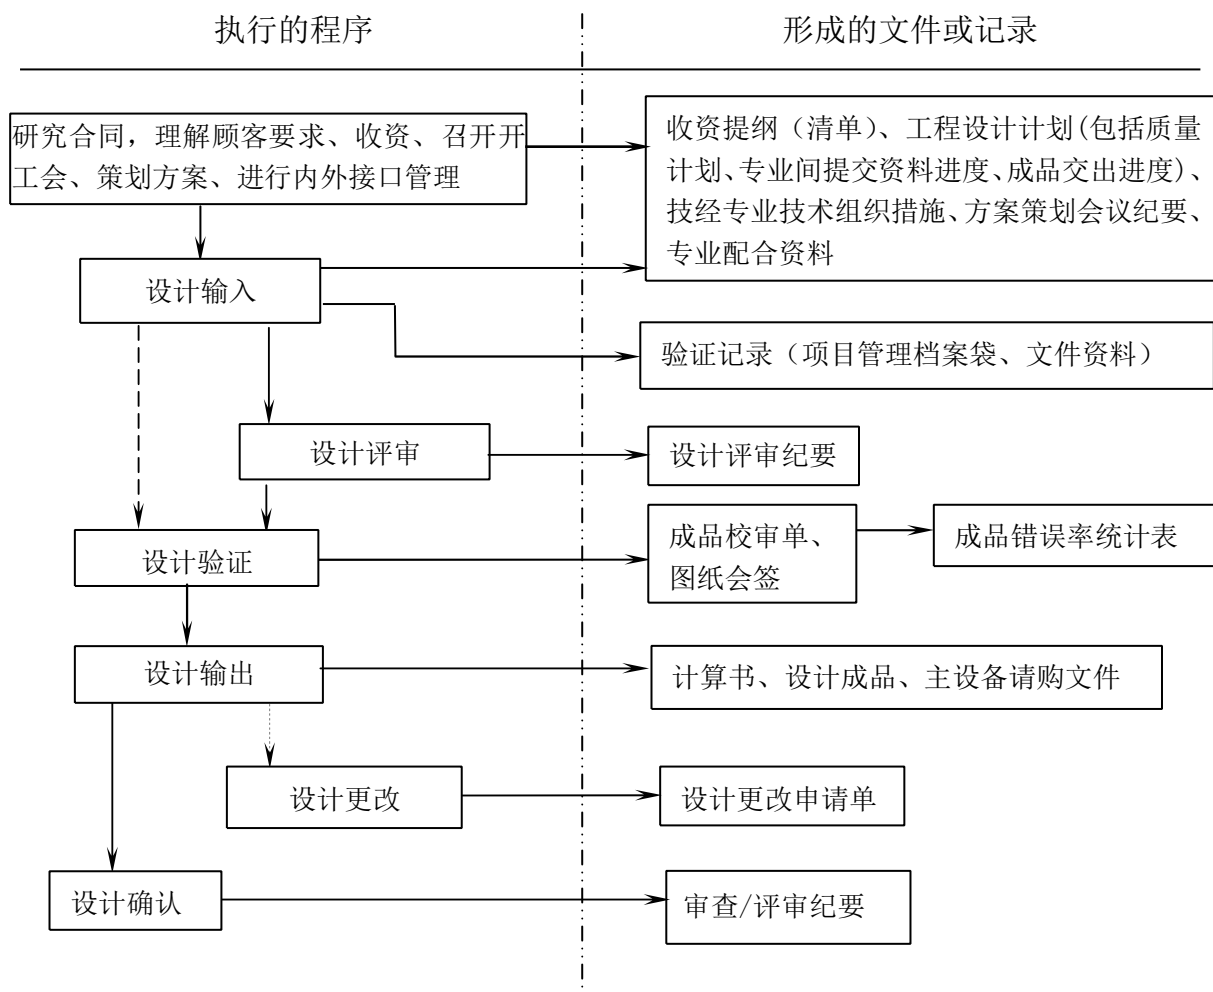 执行的程序
形成的文件或记录
研究合同，理解顾客要求、收资、召开开
工会、策划方案、进行内外接口管理
收资提纲（清单）、工程设计计划(包括质量
计划、专业间提交资料进度、成品交出进度)、
技经专业技术组织措施、方案策划会议纪要、
专业配合资料
设计输入
验证记录（项目管理档案袋、文件资料）
设计评审
设计评审纪要
设计验证
成品校审单、
图纸会签
成品错误率统计表
设计输出
计算书、设计成品、主设备请购文件
设计更改
设计更改申请单
设计确认
审查/评审纪要